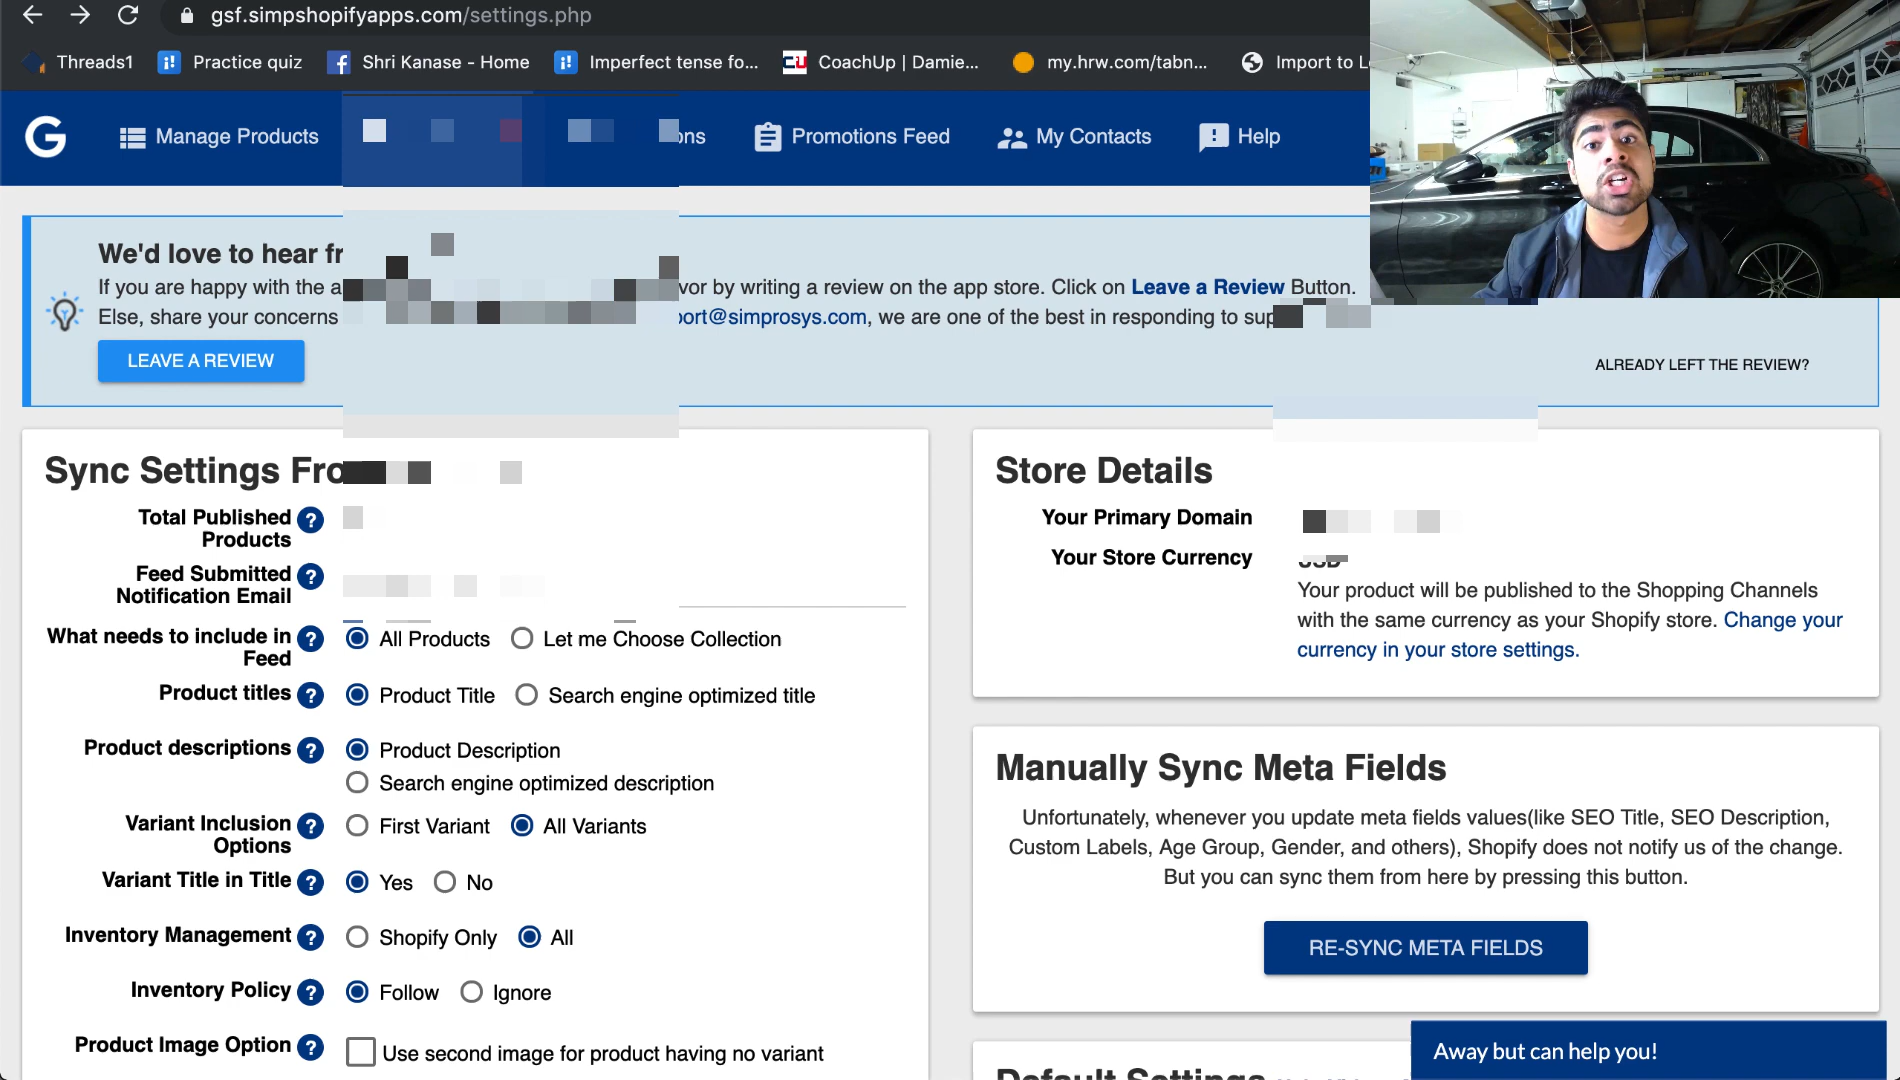 gsf.simpshopifyapps.com/settings.php
Threads1 Practice quiz Shri Kanase - Home Imperfect tense fo... CoachUp | Damie... my.hrw.com/tabn... Import to
G Manage Products Promotions Feed My Contacts Help
We'd love to hear
If you are happy with the by writing a review on the app store. Click on Leave a Review Button.
Else, share your concerns @simprosys.com, we are one of the best in responding to
LEAVE A REVIEW
ALREADY LEFT THE REVIEW?
Sync Settings
Store Details
Total Published
Products
Your Primary Domain
Your Store Currency
Your product will be published to the Shopping Channels
with the same currency as your Shopify store. Change your
currency in your store settings.
Feed Submitted
Notification Email
What needs to include in
Feed
All Products Let me Choose Collection
Product titles Product Title Search engine optimized title
Product descriptions Product Description
Search engine optimized description
Variant Inclusion
Options
First Variant All Variants
Variant Title in Title Yes No
Inventory Management Shopify Only All
Inventory Policy Follow Ignore
Product Image Option Use second image for product having no variant
Manually Sync Meta Fields
Unfortunately, whenever you update meta fields values(like SEO Title, SEO Description,
Custom Labels, Age Group, Gender, and others), Shopify does not notify us of the change.
But you can sync them from here by pressing this button.
RE-SYNC META FIELDS
Default Settings
Away but can help you!